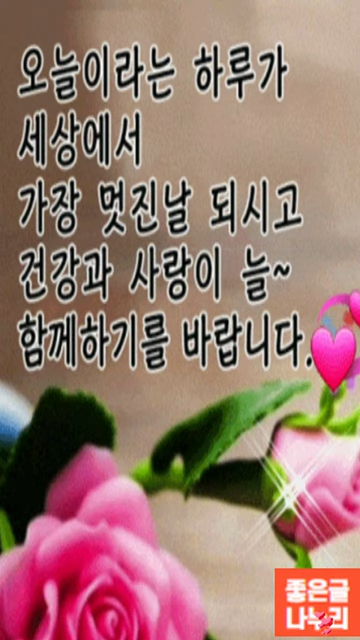 오늘이라는 하루가
세상에서
가장 멋진날 되시고
건강과 사랑이 늘~
함께하기를 바랍니다.
좋은글
나누리